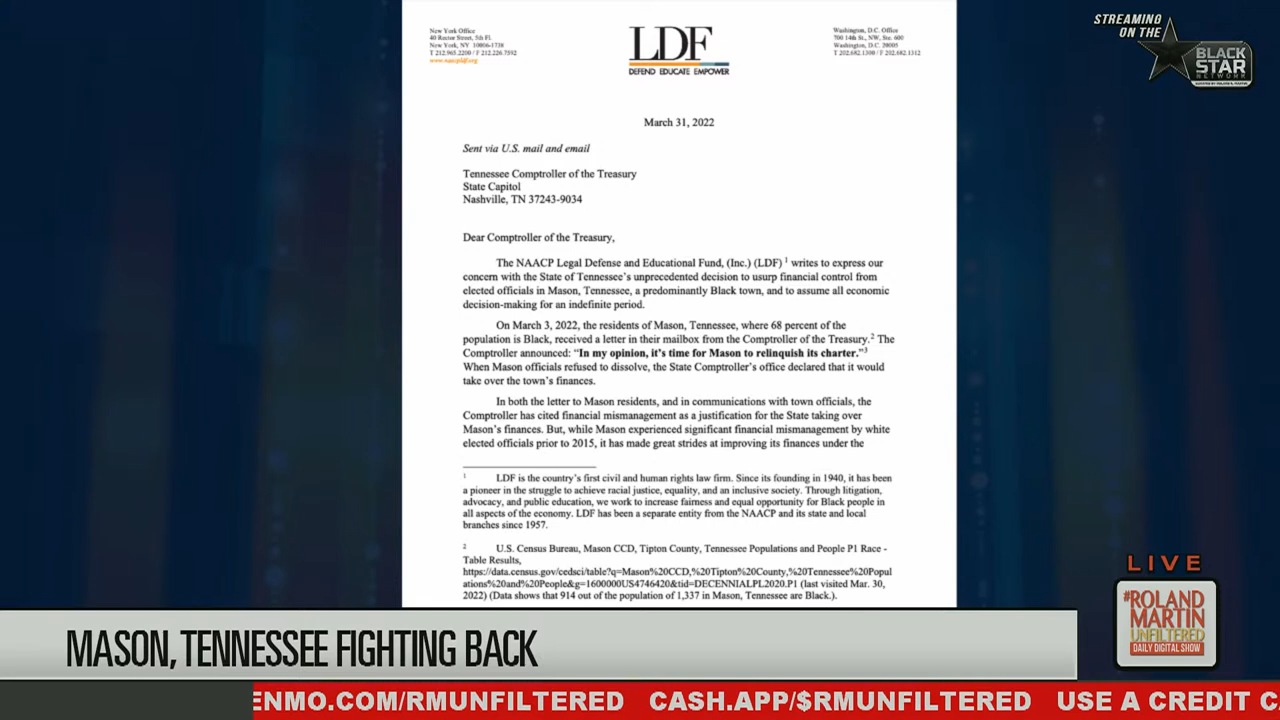 New York Office
40 Rector Street, 5th Fl.
New York, NY 10006-1738
T 212.965.2200 / F 212.226.7592
www.naacpldf.org
LDF
DEFEND EDUCATE EMPOWER
Washington, D.C. Office
700 14th St., NW, Ste. 600
Washington, D.C. 20005
T 202.682.1300 / F 202.682.1312
STREAMING
ON THE
BLACK
STAR
NETWORK
March 31, 2022
Sent via U.S. mail and email
Tennessee Comptroller of the Treasury
State Capitol
Nashville, TN 37243-9034
Dear Comptroller of the Treasury,
The NAACP Legal Defense and Educational Fund, (Inc.) (LDF) 1 writes to express our
concern with the State of Tennessee's unprecedented decision to usurp financial control from
elected officials in Mason, Tennessee, a predominantly Black town, and to assume all economic
decision-making for an indefinite period.
On March 3, 2022, the residents of Mason, Tennessee, where 68 percent of the
population is Black, received a letter in their mailbox from the Comptroller of the Treasury.2 The
Comptroller announced: "In my opinion, it's time for Mason to relinquish its charter."3
When Mason officials refused to dissolve, the State Comptroller's office declared that it would
take over the town's finances.
In both the letter to Mason residents, and in communications with town officials, the
Comptroller has cited financial mismanagement as a justification for the State taking over
Mason's finances. But, while Mason experienced significant financial mismanagement by white
elected officials prior to 2015, it has made great strides at improving its finances under the
1 LDF is the country's first civil and human rights law firm. Since its founding in 1940, it has been
a pioneer in the struggle to achieve racial justice, equality, and an inclusive society. Through litigation,
advocacy, and public education, we work to increase fairness and equal opportunity for Black people in
all aspects of the economy. LDF has been a separate entity from the NAACP and its state and local
branches since 1957.
2 U.S. Census Bureau, Mason CCD, Tipton County, Tennessee Populations and People P1 Race -
Table Results,
https://data.census.gov/cedsci/table?q=Mason%20CCD,%20Tipton%20County,%20Tennessee%20Popul
ations%20and%20People&g=1600000US4746420&tid=DECENNIALPL2020.P1 (last visited Mar. 30,
2022) (Data shows that 914 out of the population of 1,337 in Mason, Tennessee are Black.).
LIVE
#ROLAND
MARTIN
UNFILTERED
DAILY DIGITAL SHOW
MASON, TENNESSEE FIGHTING BACK
ENMO.COM/RMUNFILTERED CASH.APP/$RMUNFILTERED USE A CREDIT CA